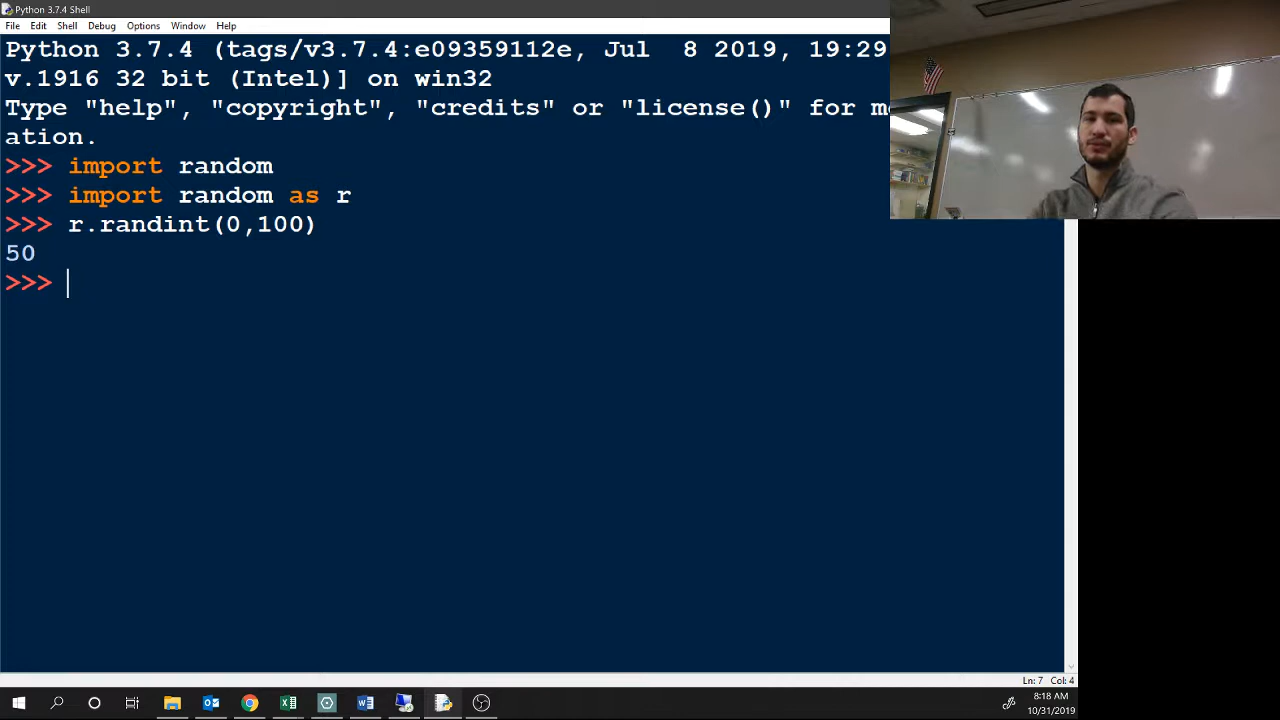 Python 3.7.4 Shell
File Edit Shell Debug Options Window Help
Python 3.7.4 (tags/v3.7.4:e09359112e, Jul  8 2019, 19:29
v.1916 32 bit (Intel)] on win32
Type "help", "copyright", "credits" or "license()" for m
ation.
>>> import random
>>> import random as r
>>> r.randint(0,100)
50
>>>
Ln: 7 Col: 4
8:18 AM
10/31/2019